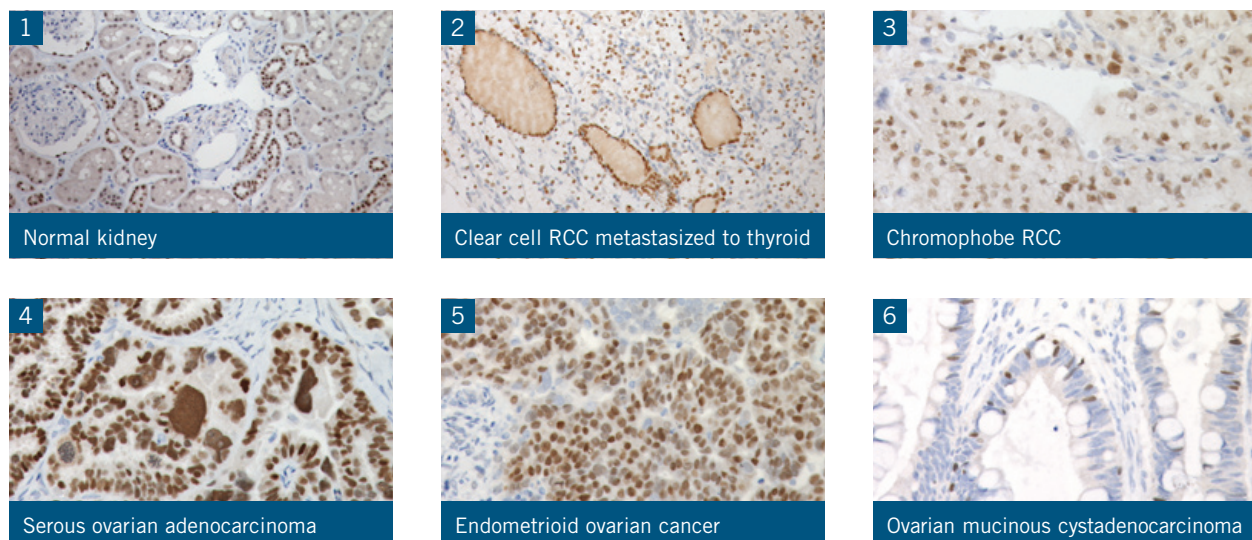 1
2
3
Normal kidney
Clear cell RCC metastasized to thyroid
Chromophobe RCC
4
5
6
Serous ovarian adenocarcinoma
Endometrioid ovarian cancer
Ovarian mucinous cystadenocarcinoma